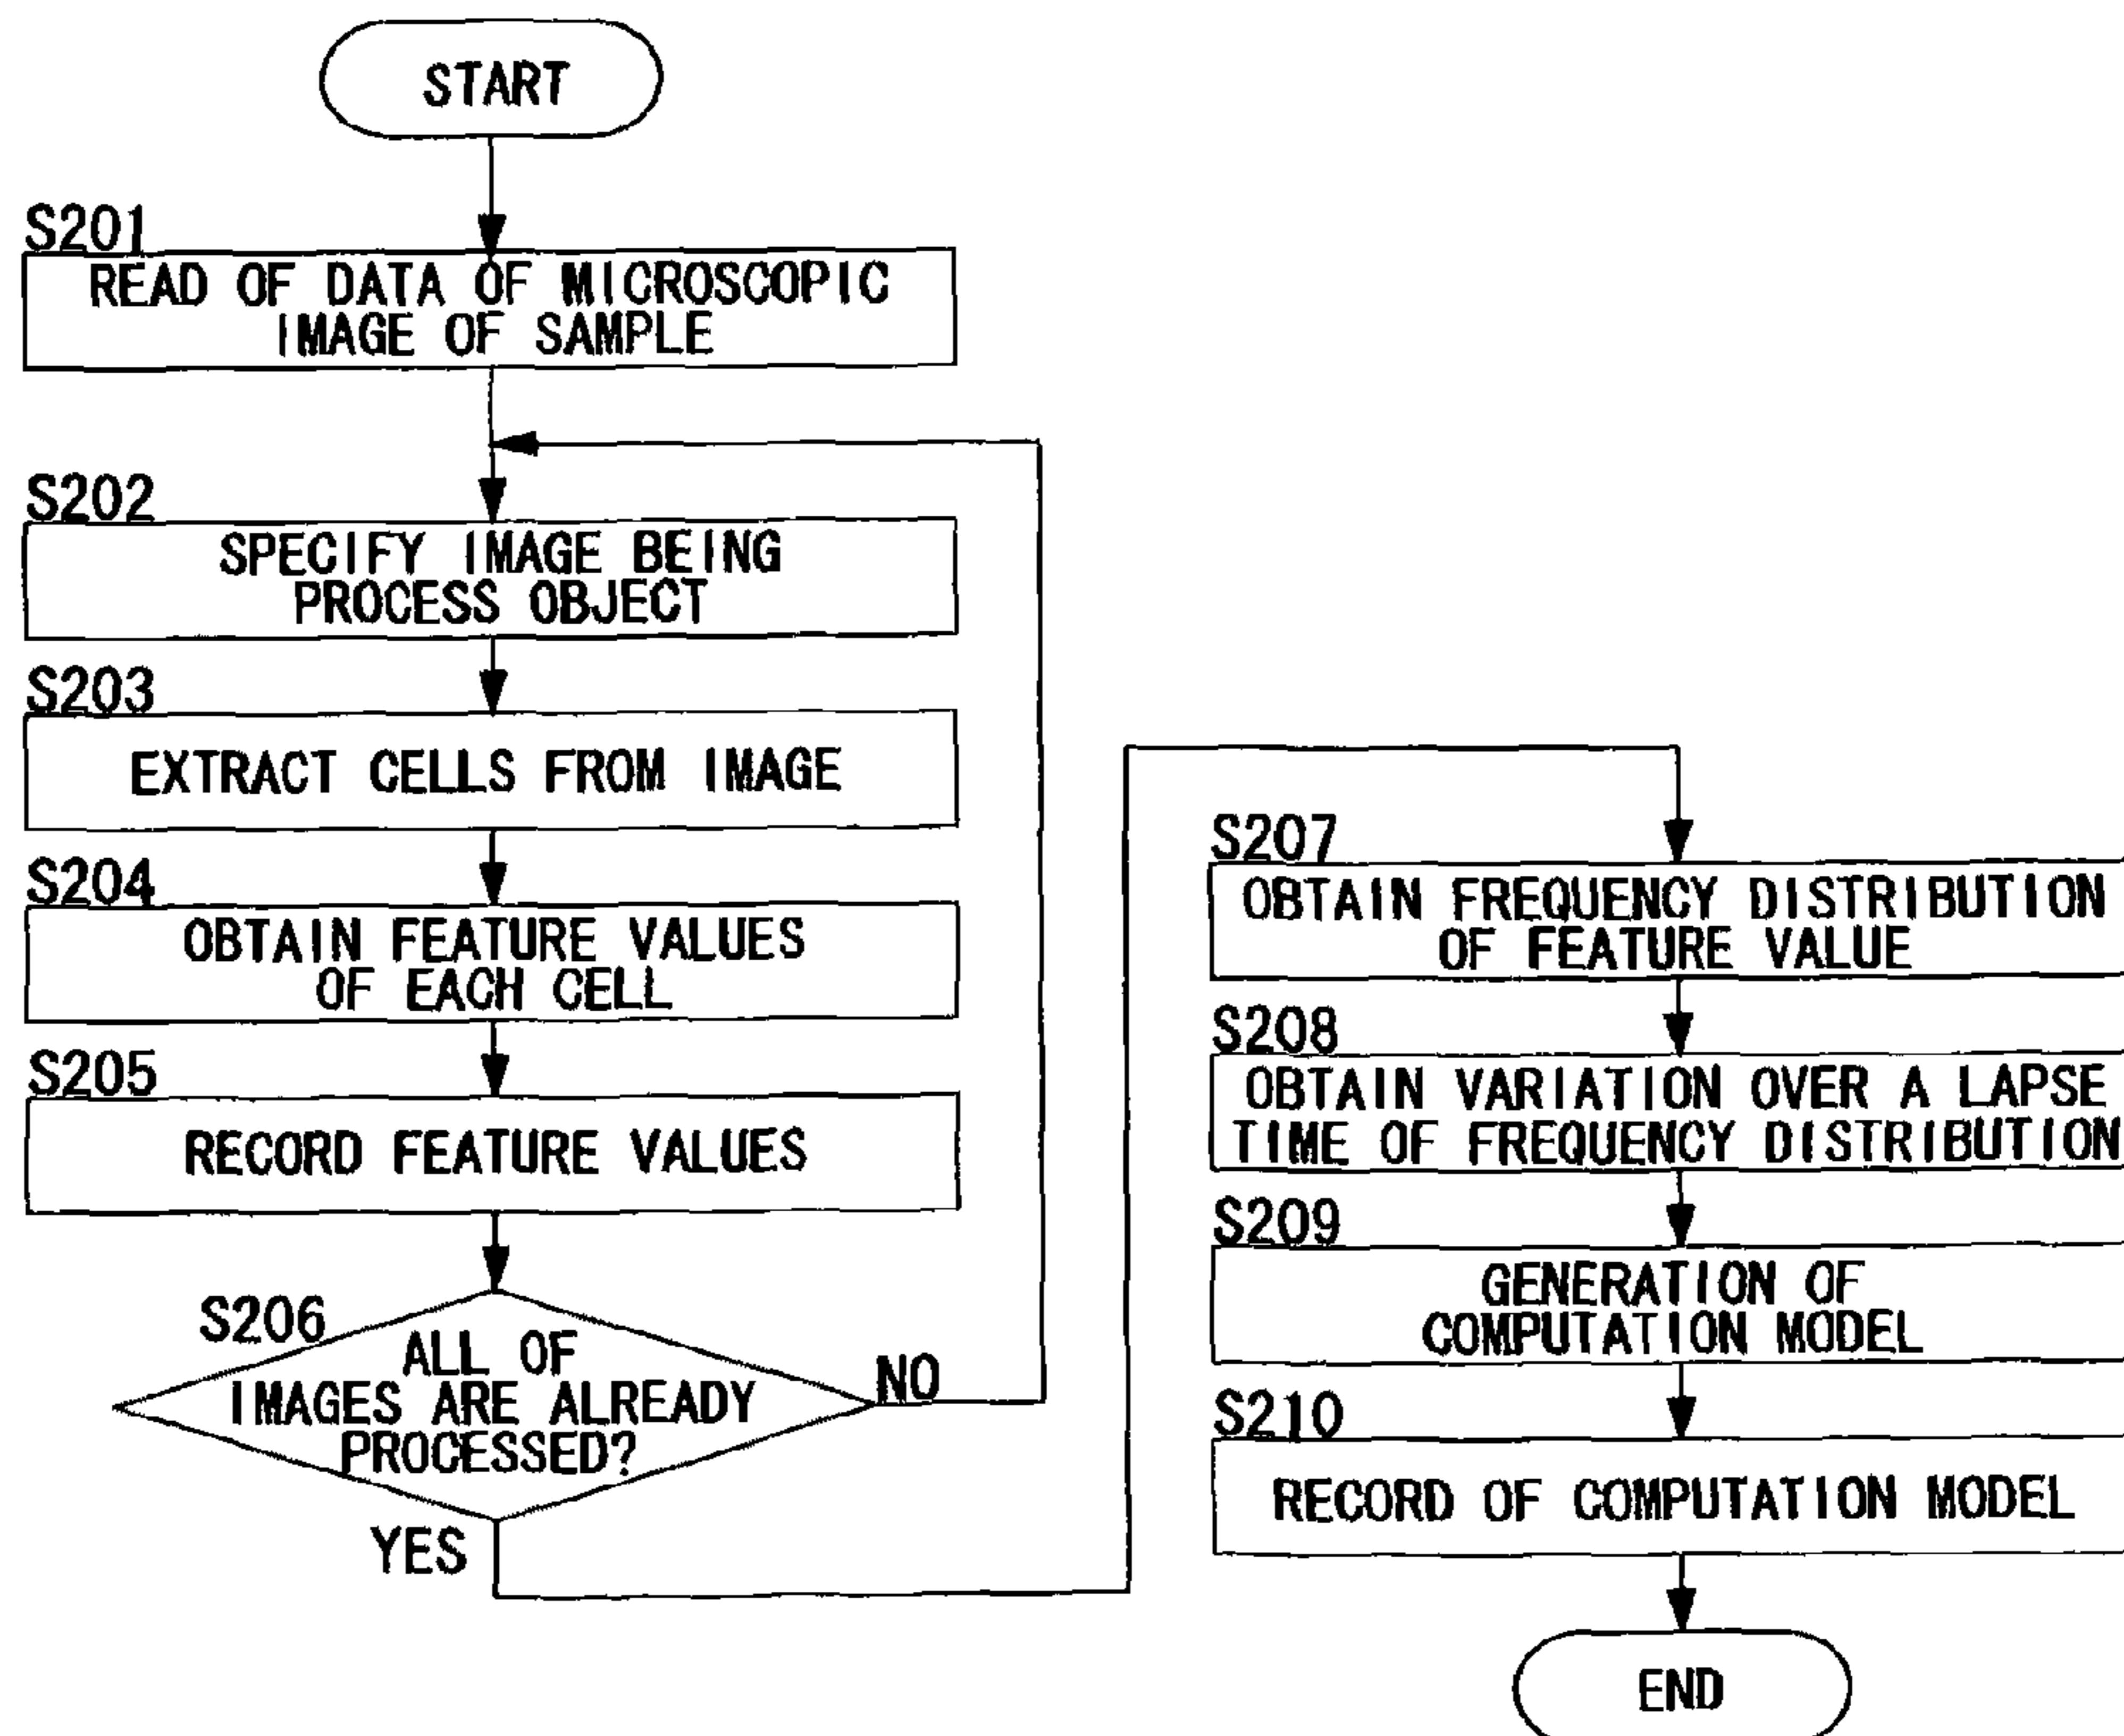 START
S201
READ OF DATA OF MICROSCOPIC
IMAGE OF SAMPLE
S202
SPECIFY IMAGE BEING
PROCESS OBJECT
S203
EXTRACT CELLS FROM IMAGE
S204
OBTAIN FEATURE VALUES
OF EACH CELL
S205
RECORD FEATURE VALUES
S206
ALL OF
IMAGES ARE ALREADY
PROCESSED?
NO
YES
S207
OBTAIN FREQUENCY DISTRIBUTION
OF FEATURE VALUE
S208
OBTAIN VARIATION OVER A LAPSE
TIME OF FREQUENCY DISTRIBUTION
S209
GENERATION OF
COMPUTATION MODEL
S210
RECORD OF COMPUTATION MODEL
END